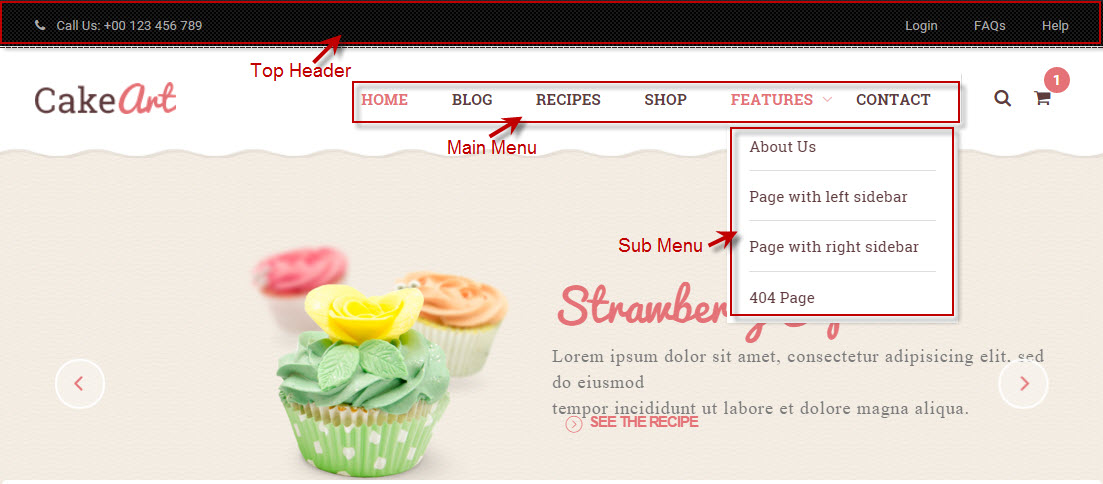 Call Us: +00 123 456 789
Login
FAQs
Help
Top Header
CakeArt
HOME
BLOG
RECIPES
SHOP
FEATURES
CONTACT
1
Main Menu
About Us
Page with left sidebar
Sub Menu
Page with right sidebar
404 Page
Lorem ipsum dolor sit amet, consectetur adipisicing elit, sed
do eiusmod
tempor incididunt ut labore et dolore magna aliqua.
SEE THE RECIPE